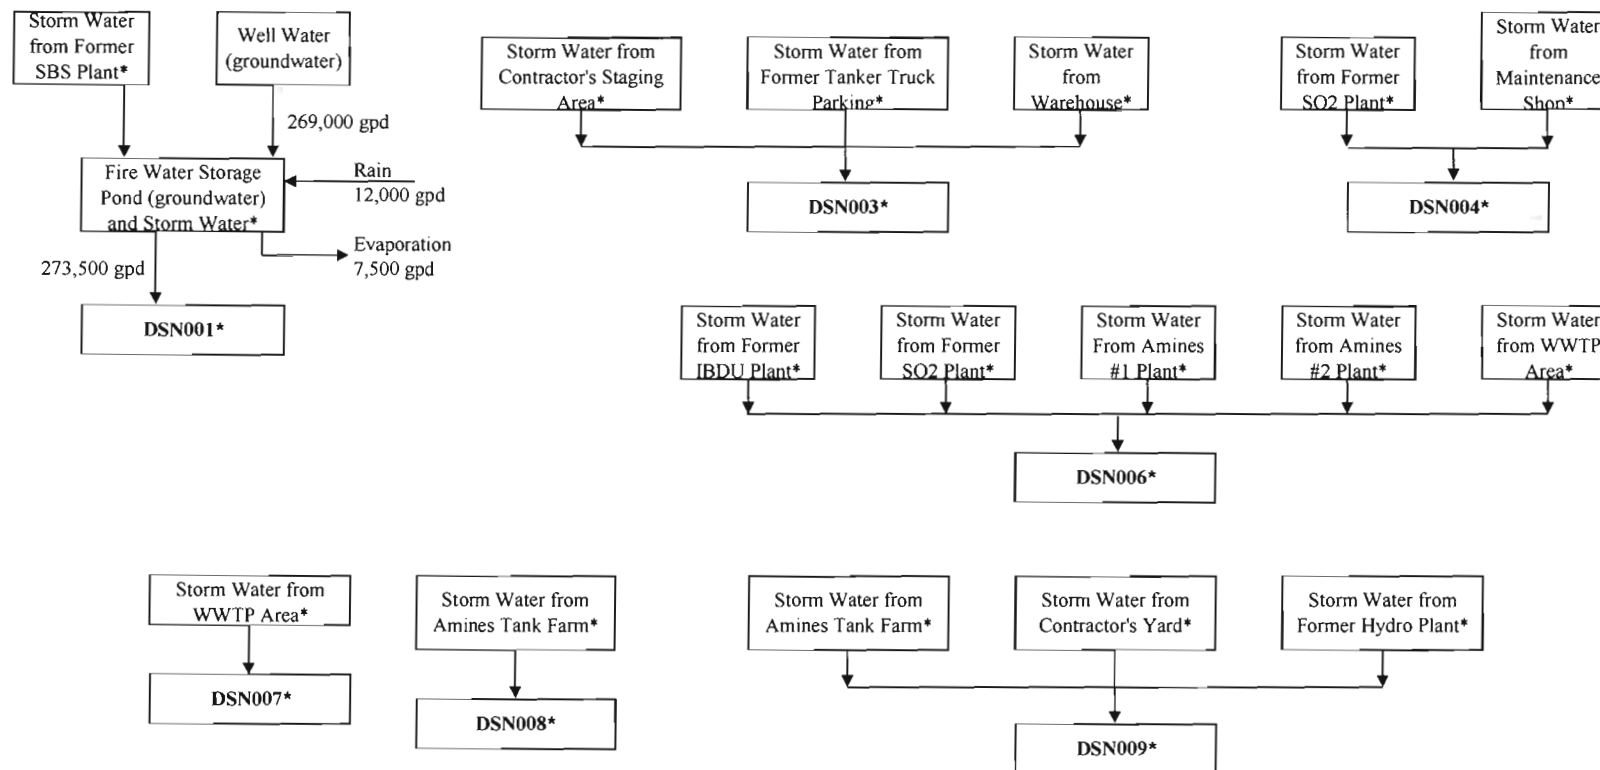 Storm Water
from Former
SBS Plant*
Well Water
(groundwater)
269,000 gpd
Fire Water Storage
Pond (groundwater)
and Storm Water*
Rain
12,000 gpd
Evaporation
7,500 gpd
273,500 gpd
DSN001*
Storm Water from
Contractor's Staging
Area*
Storm Water from
Former Tanker Truck
Parking*
Storm Water
from
Warehouse*
DSN003*
Storm Water
from Former
SO2 Plant*
Storm Water
from
Maintenance
Shop*
DSN004*
Storm Water
from Former
IBDU Plant*
Storm Water
from Former
SO2 Plant*
Storm Water
From Amines
#1 Plant*
Storm Water
from Amines
#2 Plant*
Storm Water
from WWTP
Area*
DSN006*
Storm Water from
WWTP Area*
DSN007*
Storm Water from
Amines Tank Farm*
DSN008*
Storm Water from
Amines Tank Farm*
Storm Water from
Contractor's Yard*
Storm Water from
Former Hydro Plant*
DSN009*